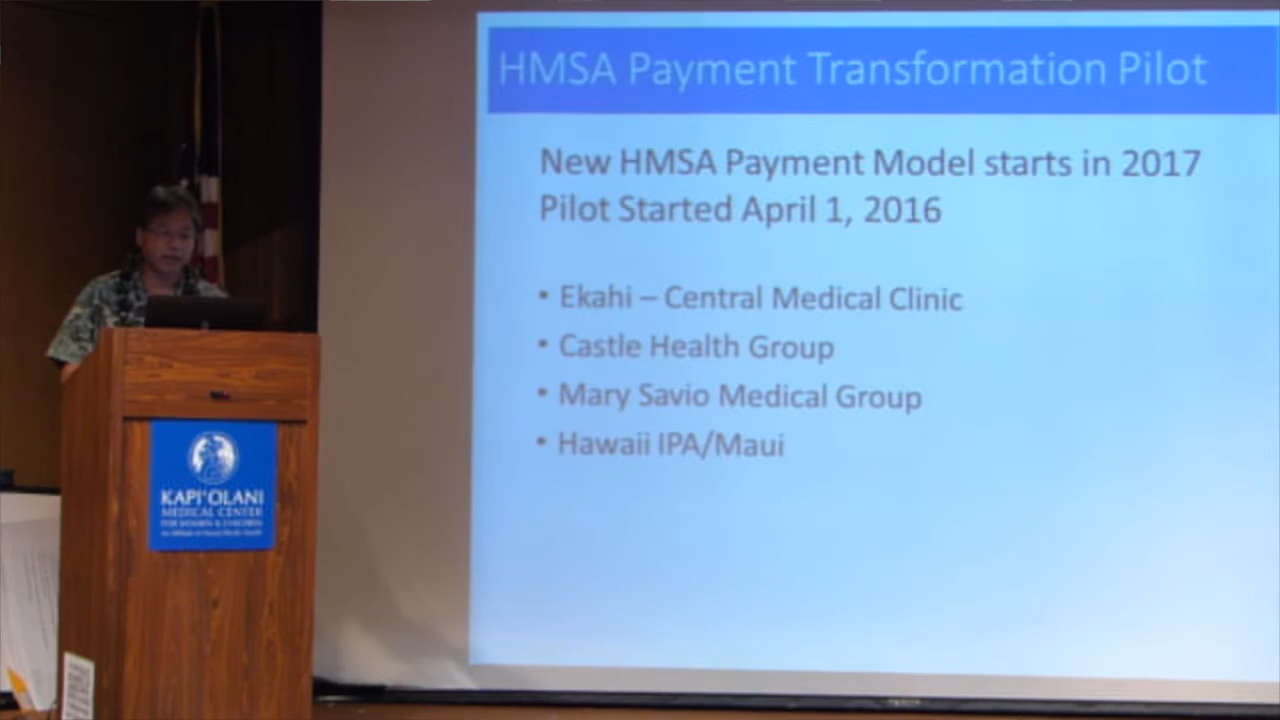 HMSA Payment Transformation Pilot
New HMSA Payment Model starts in 2017
Pilot Started April 1, 2016
• Ekahi – Central Medical Clinic
• Castle Health Group
• Mary Savio Medical Group
• Hawaii IPA/Maui
KAPI'OLANI
MEDICAL CENTER
FOR WOMEN & CHILDREN